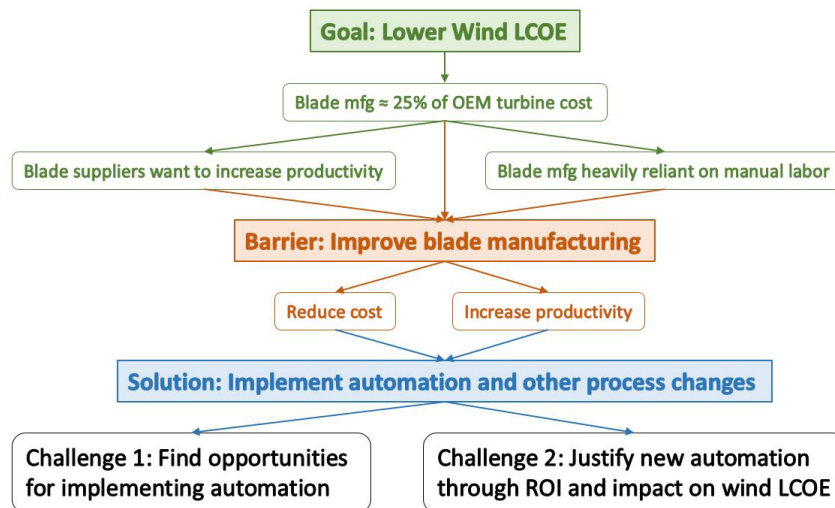 Goal: Lower Wind LCOE
Blade mfg ≈ 25% of OEM turbine cost
Blade suppliers want to increase productivity
Blade mfg heavily reliant on manual labor
Barrier: Improve blade manufacturing
Reduce cost
Increase productivity
Solution: Implement automation and other process changes
Challenge 1: Find opportunities
for implementing automation
Challenge 2: Justify new automation
through ROI and impact on wind LCOE